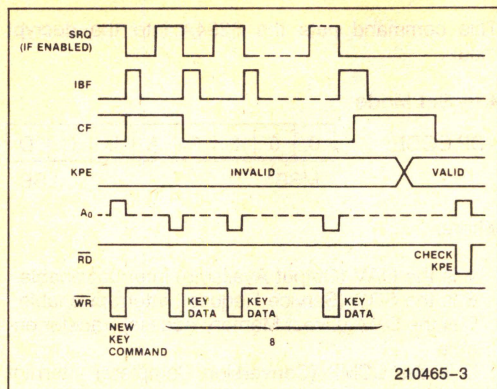 SRQ
(IF ENABLED)
IBF
CF
KPE INVALID VALID
A0
RD CHECK
KPE
WR KEY KEY KEY
DATA DATA DATA
NEW
KEY
COMMAND
8
210465-3